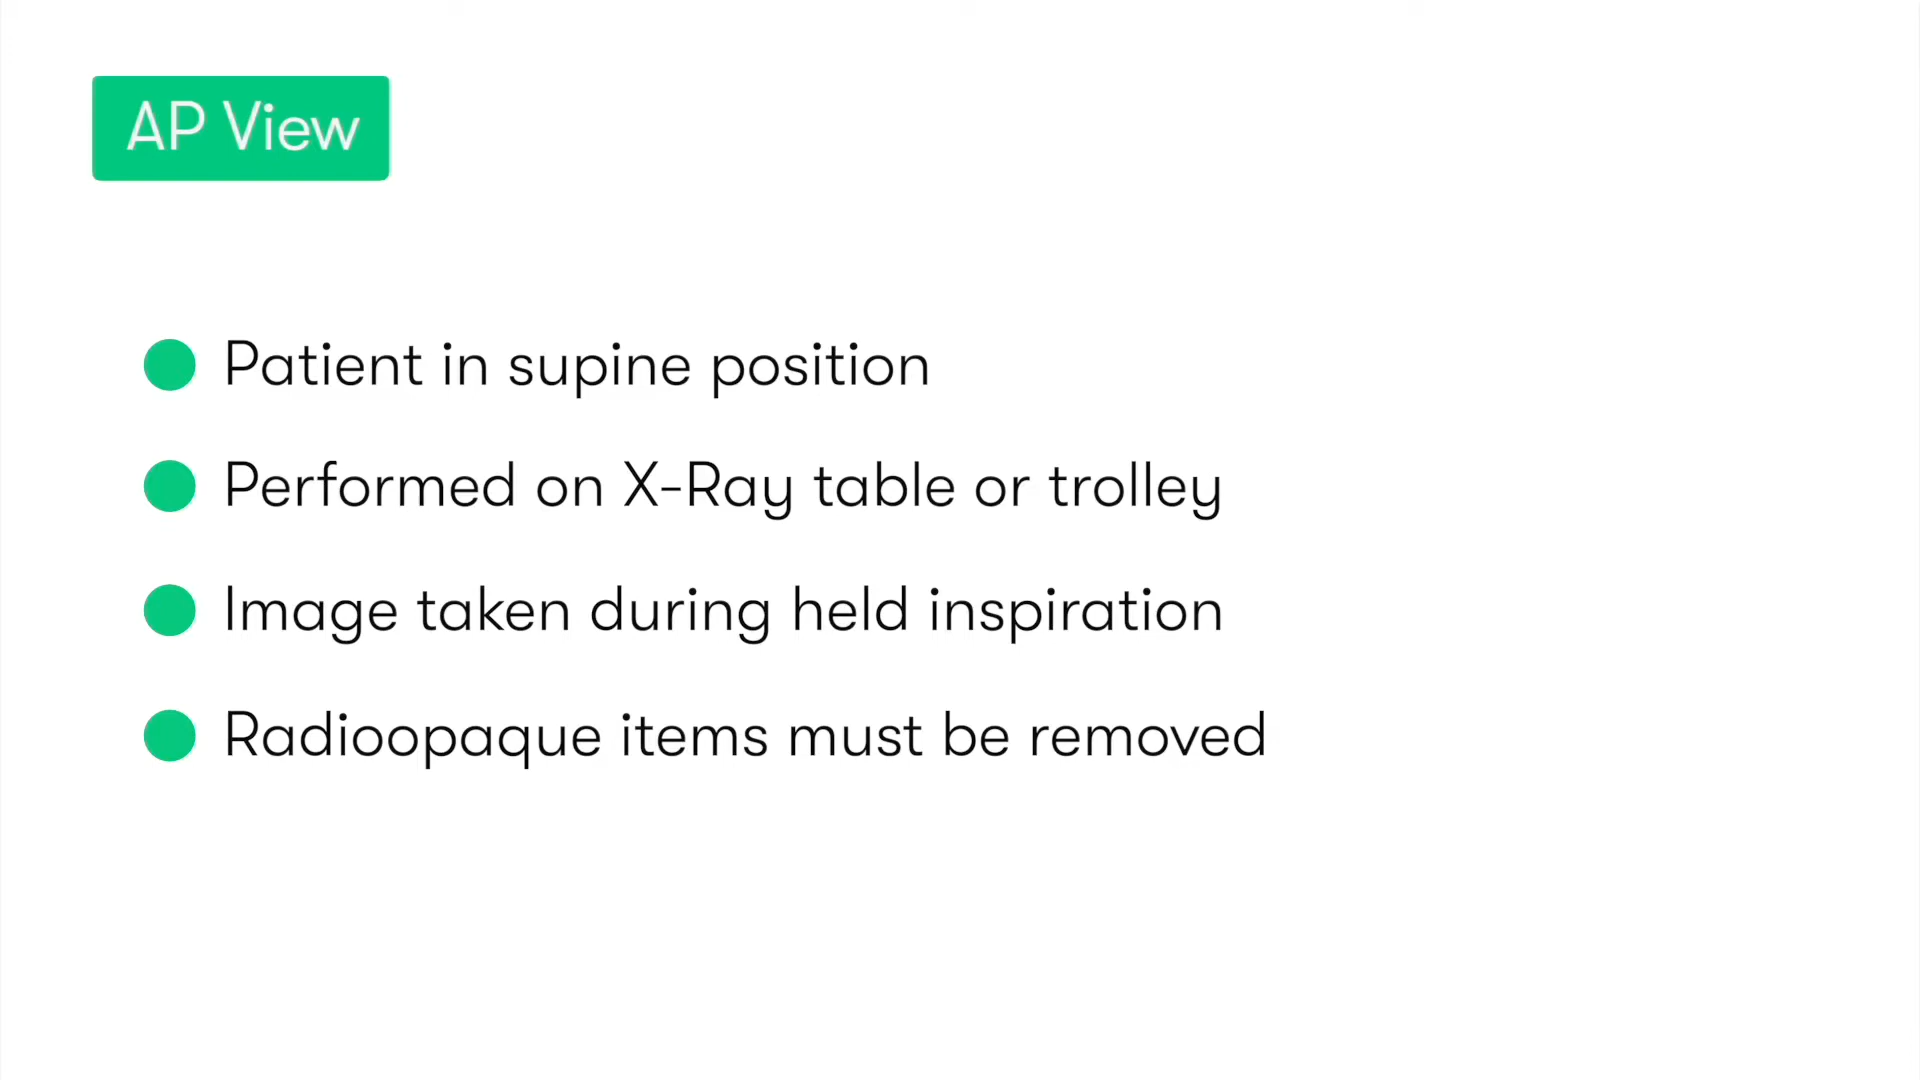 AP View
Patient in supine position
Performed on X-Ray table or trolley
Image taken during held inspiration
Radioopaque items must be removed